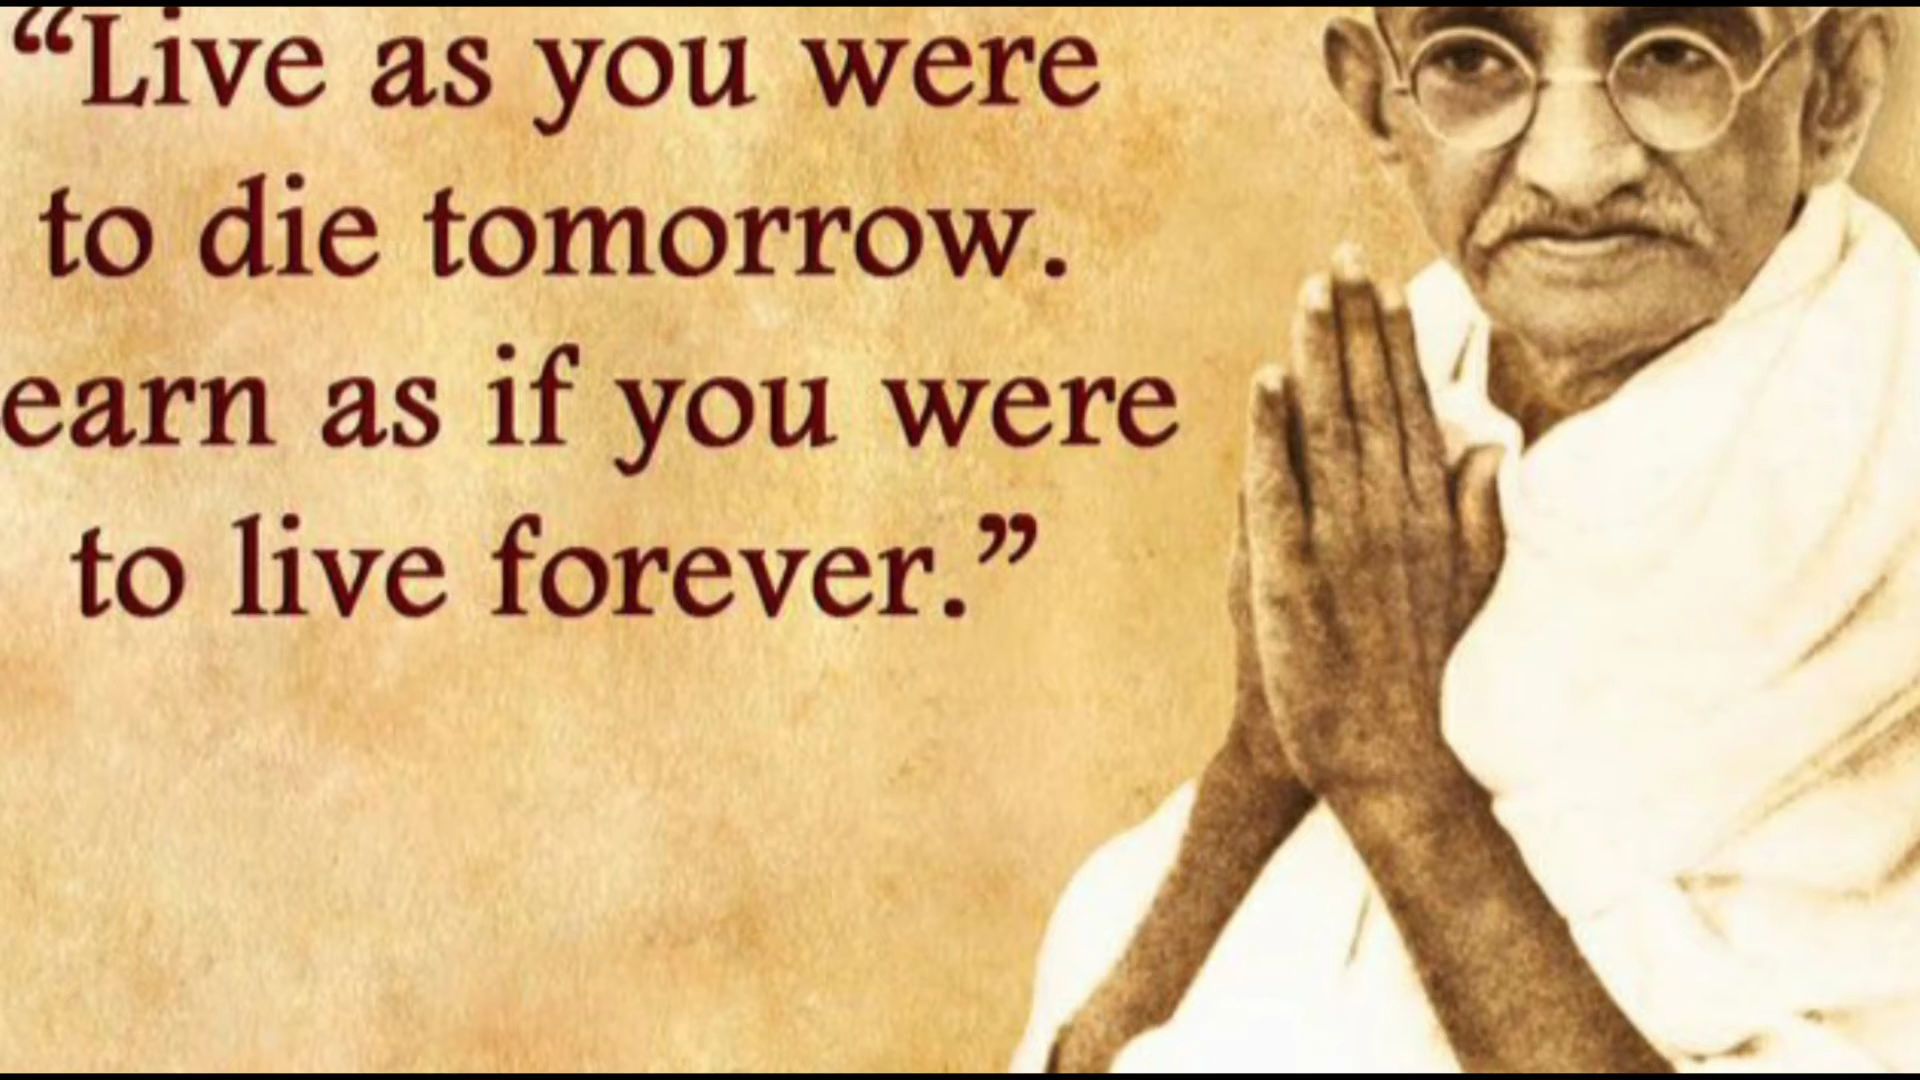 “Live as you were
to die tomorrow.
earn as if you were
to live forever.”